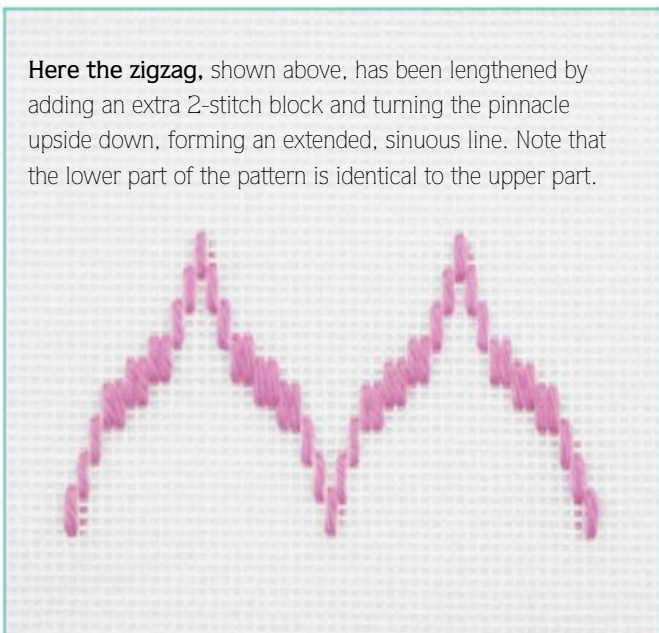 Here the zigzag, shown above, has been lengthened by
adding an extra 2-stitch block and turning the pinnacle
upside down, forming an extended, sinuous line. Note that
the lower part of the pattern is identical to the upper part.